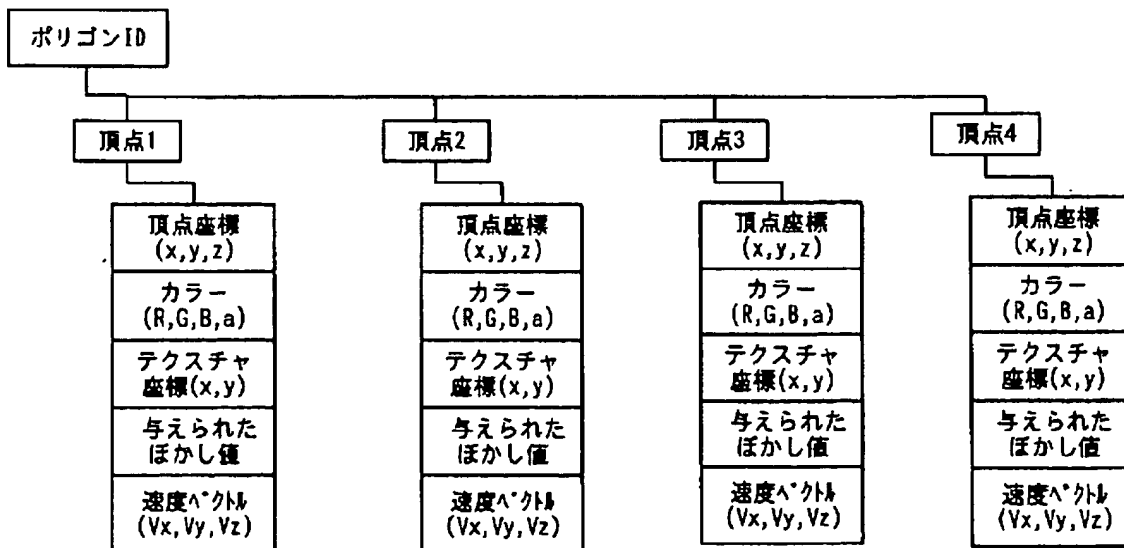 ポリゴンID
頂点1
頂点座標
(x,y,z)
カラー
(R,G,B,a)
テクスチャ
座標(x,y)
与えられた
ぼかし値
速度ベクトル
(Vx,Vy,Vz)
頂点2
頂点座標
(x,y,z)
カラー
(R,G,B,a)
テクスチャ
座標(x,y)
与えられた
ぼかし値
速度ベクトル
(Vx,Vy,Vz)
頂点3
頂点座標
(x,y,z)
カラー
(R,G,B,a)
テクスチャ
座標(x,y)
与えられた
ぼかし値
速度ベクトル
(Vx,Vy,Vz)
頂点4
頂点座標
(x,y,z)
カラー
(R,G,B,a)
テクスチャ
座標(x,y)
与えられた
ぼかし値
速度ベクトル
(Vx,Vy,Vz)